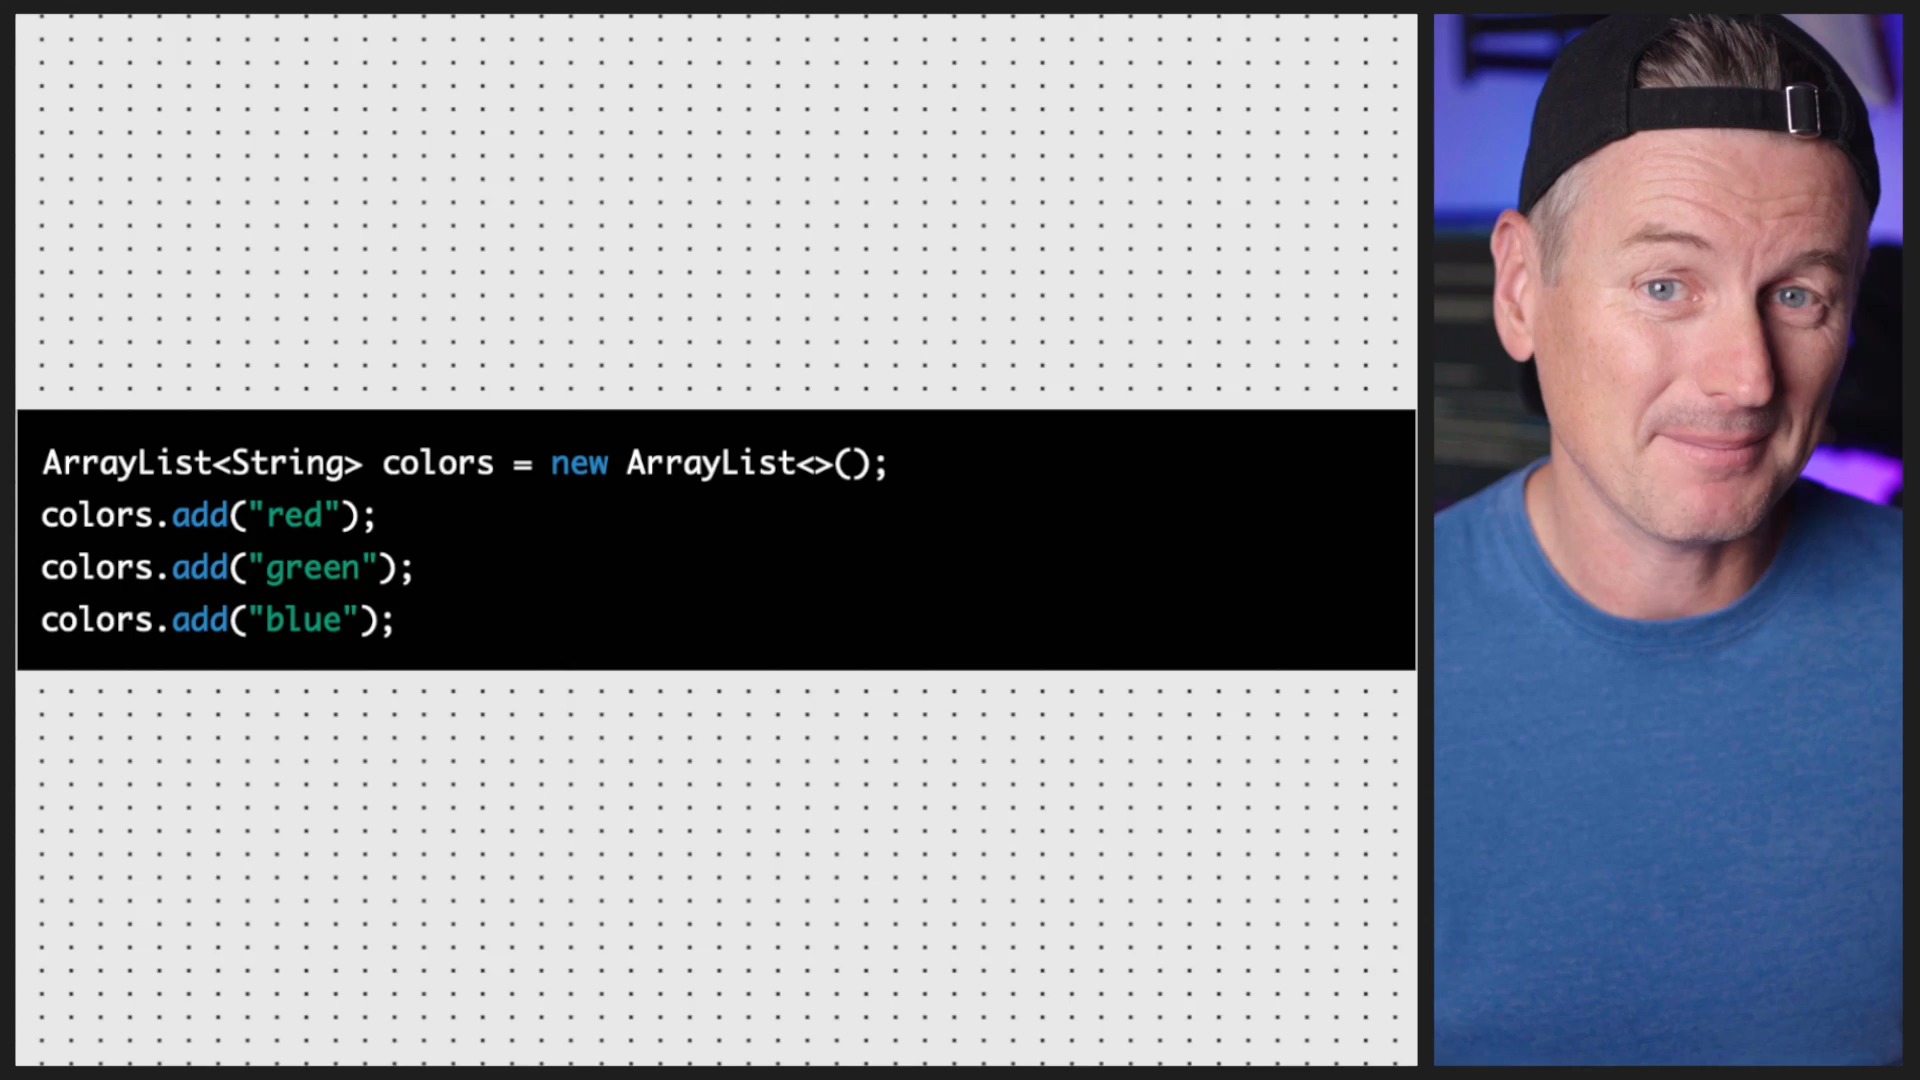 ArrayList<String> colors = new ArrayList<>();
colors.add("red");
colors.add("green");
colors.add("blue");